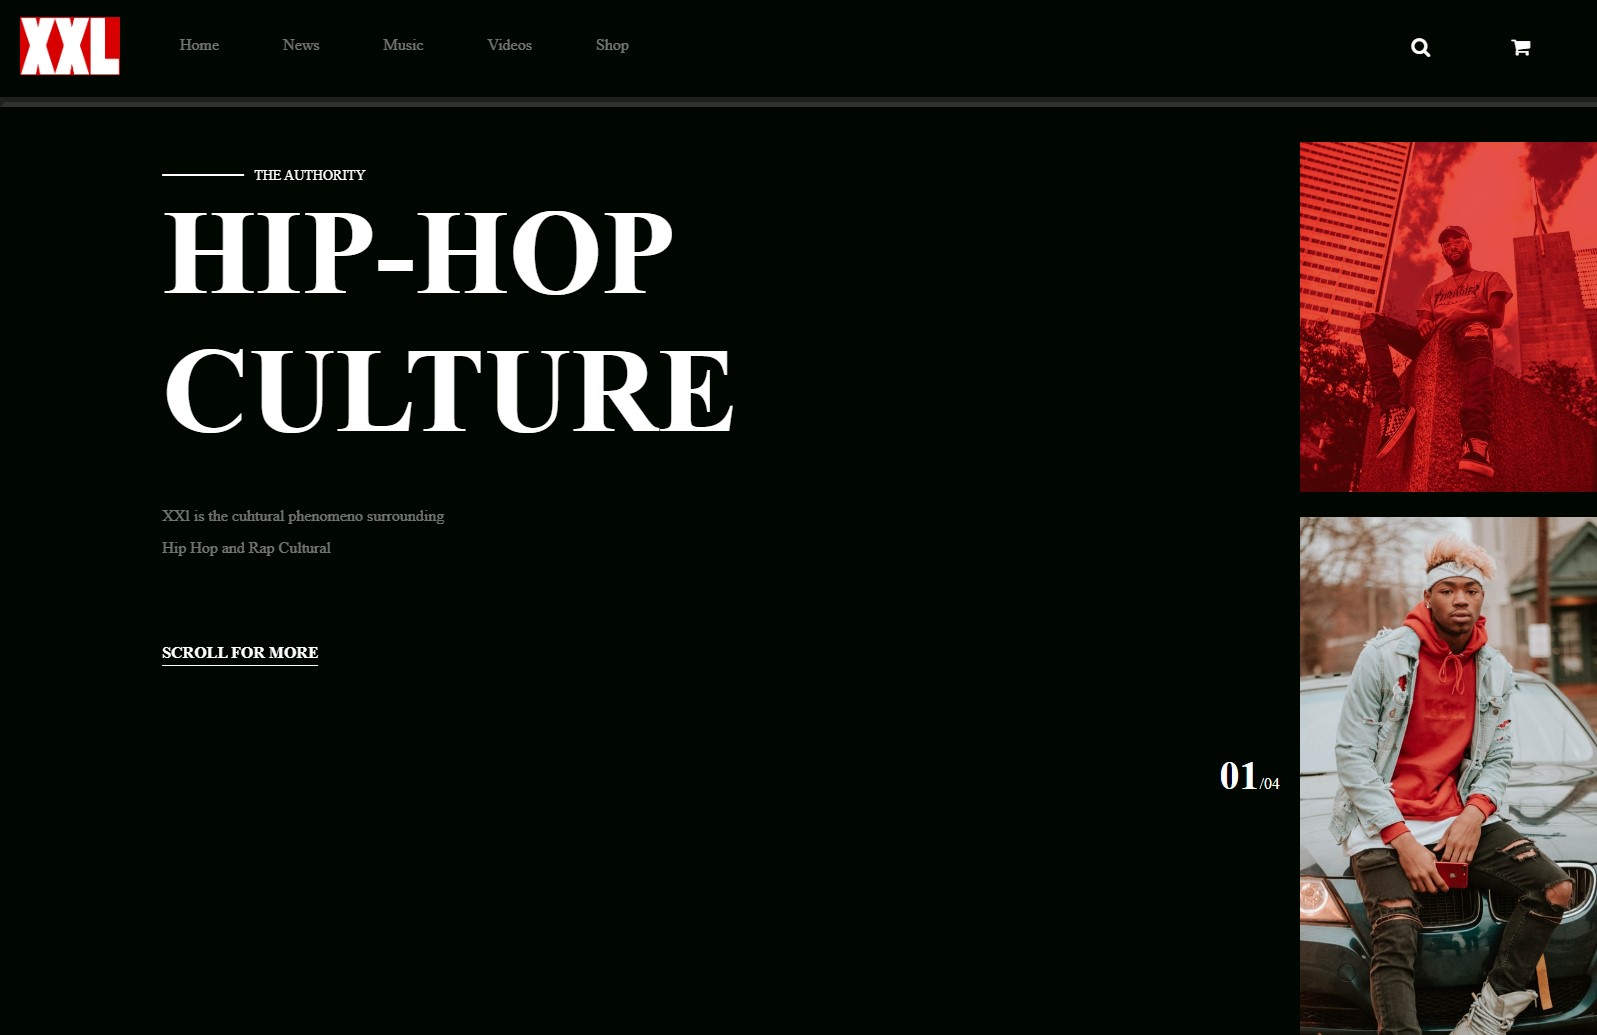 XXL
Home News Music Videos Shop
THE AUTHORITY
HIP-HOP
CULTURE
XXl is the cuhtural phenomeno surrounding
Hip Hop and Rap Cultural
SCROLL FOR MORE
01/04
THRASHER